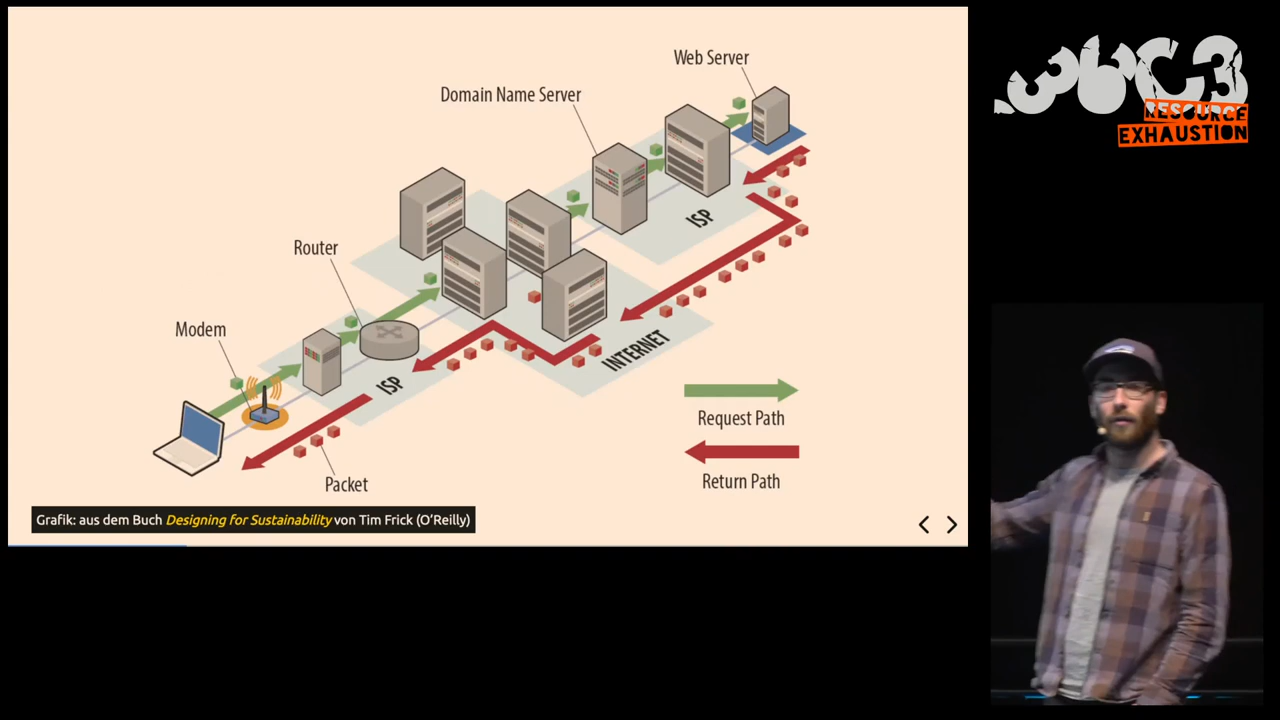 Web Server
Domain Name Server
Router
Modem
ISP
INTERNET
ISP
Request Path
Return Path
Packet
Grafik: aus dem Buch Designing for Sustainability von Tim Frick (O’Reilly)
36C3
RESOURCE
EXHAUSTION